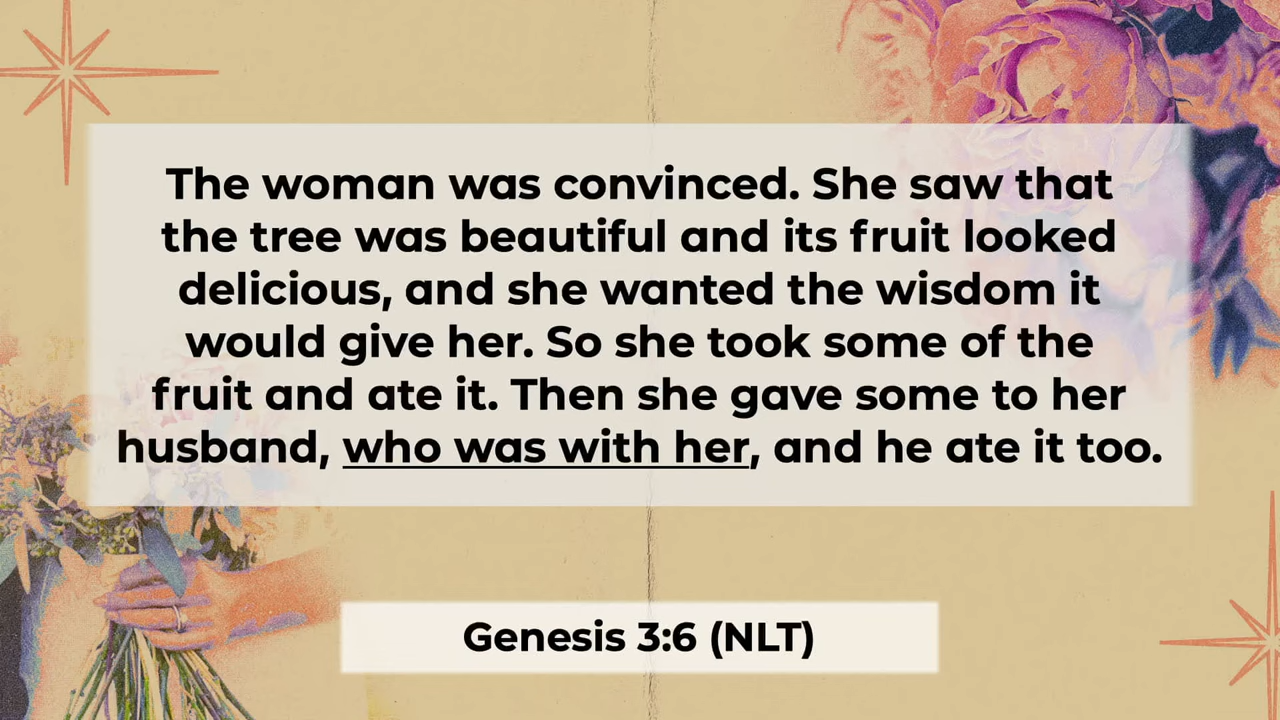 The woman was convinced. She saw that
the tree was beautiful and its fruit looked
delicious, and she wanted the wisdom it
would give her. So she took some of the
fruit and ate it. Then she gave some to her
husband, who was with her, and he ate it too.
Genesis 3:6 (NLT)